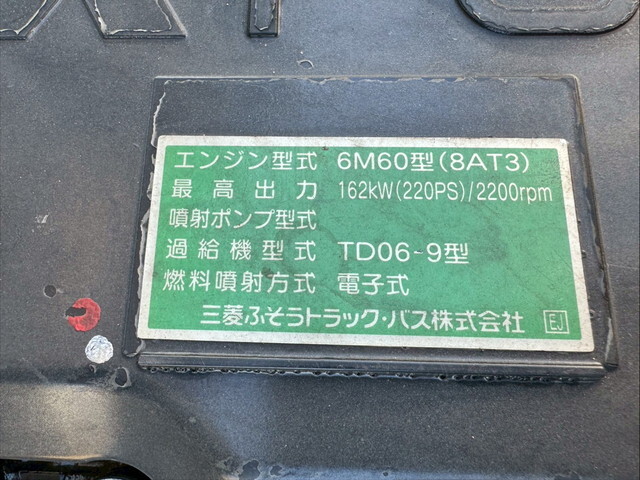 エンジン型式 6M60型(8AT3)
最高出力 162kW(220PS)/2200rpm
噴射ポンプ型式
過給機型式 TD06-9型
燃料噴射方式 電子式
三菱ふそうトラック・バス株式会社 EJ